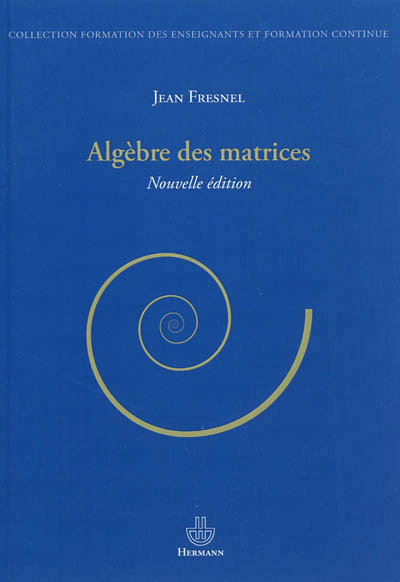 COLLECTION FORMATION DES ENSEIGNANTS ET FORMATION CONTINUE
JEAN FRESNEL
Algèbre des matrices
Nouvelle édition
HERMANN